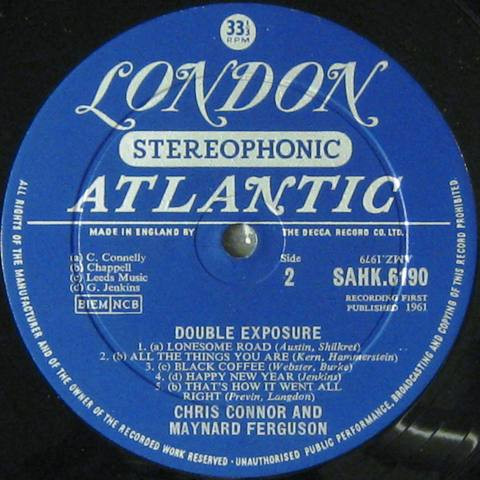 33 1/3
RPM
LONDON
STEREOPHONIC
ATLANTIC
MADE IN ENGLAND BY THE DECCA RECORD CO. LTD.
(a) C. Connelly
(b) Chappell
(c) Leeds Music
(c) G. Jenkins
BIEM NCB
Side
2
AMZ.1979
SAHK.6190
RECORDING FIRST
PUBLISHED 1961
DOUBLE EXPOSURE
1. (a) LONESOME ROAD (Austin, Shilkret)
2. (b) ALL THE THINGS YOU ARE (Kern, Hammerstein)
3. (c) BLACK COFFEE (Webster, Burke)
4. (d) HAPPY NEW YEAR (Jenkins)
5. (b) THAT'S HOW IT WENT ALL
RIGHT (Previn, Langdon)
CHRIS CONNOR AND
MAYNARD FERGUSON
ALL RIGHTS OF THE MANUFACTURER AND OF THE OWNER OF THE RECORDED WORK RESERVED · UNAUTHORISED PUBLIC PERFORMANCE, BROADCASTING AND COPYING OF THIS RECORD PROHIBITED.